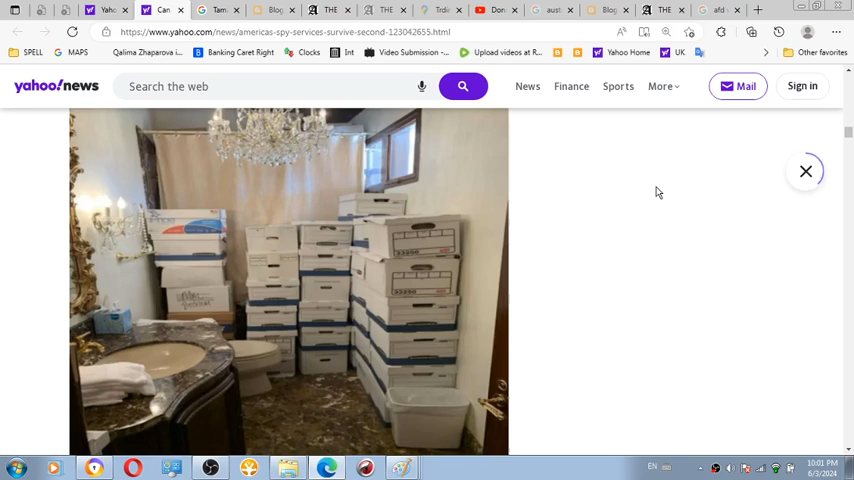 Yaho
Can
Tam
Blog
THE
THE
Trdi
Don
aust
Blog
THE
afd
https://www.yahoo.com/news/americas-spy-services-survive-second-123042655.html
SPELL
MAPS
Qalima Zhaparova i...
Banking Caret Right
Clocks
Int
Video Submission -...
Upload videos at R...
Yahoo Home
UK
Other favorites
yahoo!news
Search the web
News
Finance
Sports
More
Mail
Sign in
EN
10:01 PM
6/3/2024